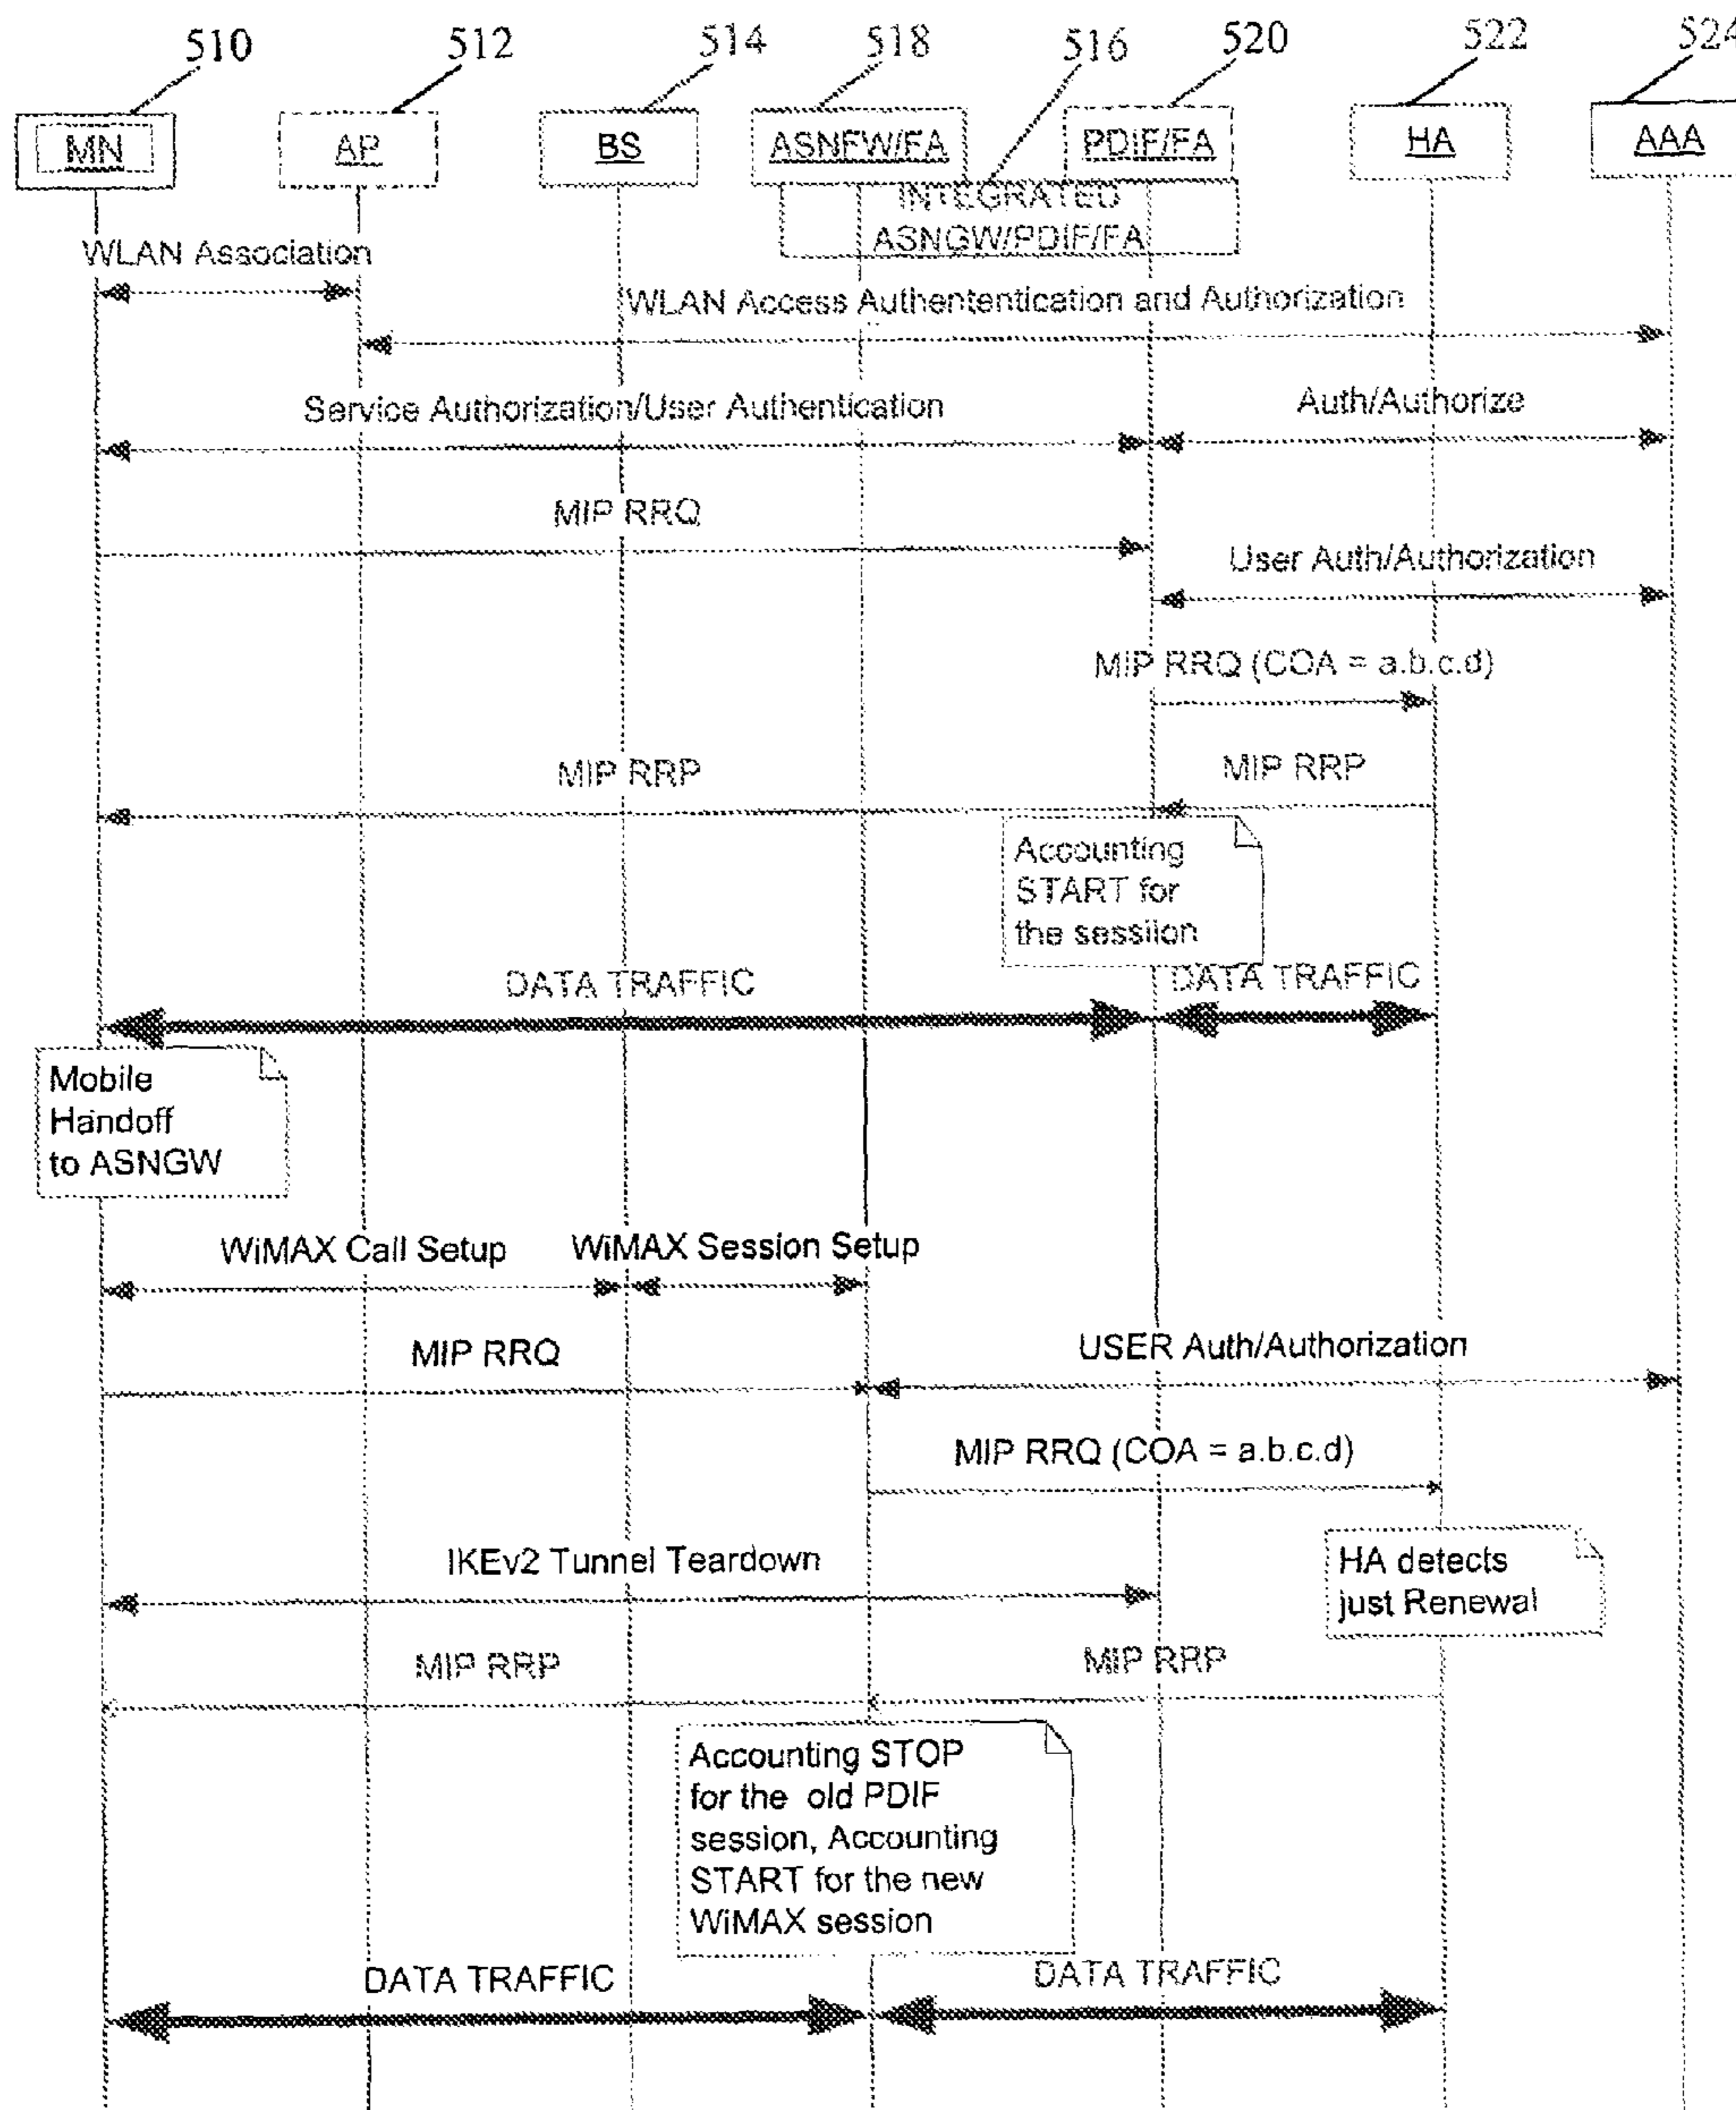 510 512 514 518 516 520 522 524
MN AP BS ASNFW/FA PDIF/FA HA AAA
INTEGRATED
ASNGW/PDIF/FA
WLAN Association
WLAN Access Authententication and Authorization
Service Authorization/User Authentication Auth/Authorize
MIP RRQ
User Auth/Authorization
MIP RRQ (COA = a.b.c.d)
MIP RRP MIP RRP
Accounting
START for
the sessiion
DATA TRAFFIC DATA TRAFFIC
Mobile
Handoff
to ASNGW
WiMAX Call Setup WiMAX Session Setup
MIP RRQ USER Auth/Authorization
MIP RRQ (COA = a.b.c.d)
IKEv2 Tunnel Teardown
HA detects
just Renewal
MIP RRP MIP RRP
Accounting STOP
for the old PDIF
session, Accounting
START for the new
WiMAX session
DATA TRAFFIC DATA TRAFFIC